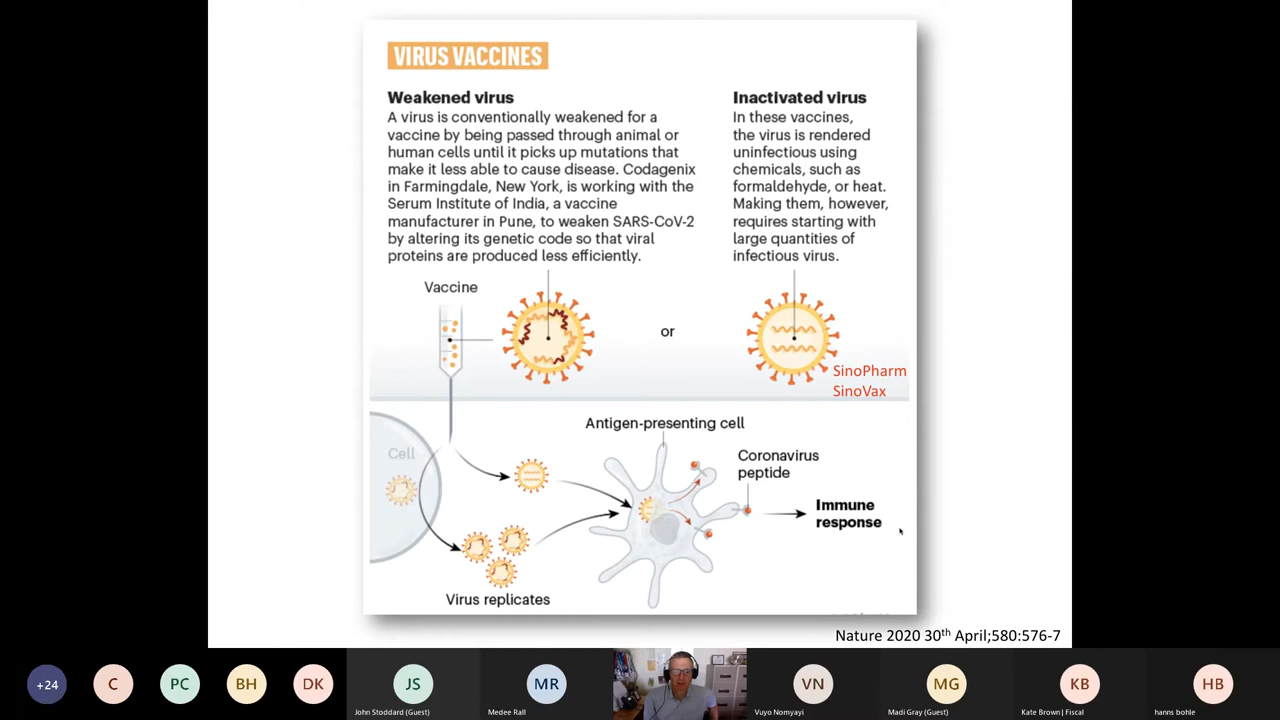 VIRUS VACCINES
Weakened virus
A virus is conventionally weakened for a
vaccine by being passed through animal or
human cells until it picks up mutations that
make it less able to cause disease. Codagenix
in Farmingdale, New York, is working with the
Serum Institute of India, a vaccine
manufacturer in Pune, to weaken SARS-CoV-2
by altering its genetic code so that viral
proteins are produced less efficiently.
Inactivated virus
In these vaccines,
the virus is rendered
uninfectious using
chemicals, such as
formaldehyde, or heat.
Making them, however,
requires starting with
large quantities of
infectious virus.
Vaccine
or
SinoPharm
SinoVax
Antigen-presenting cell
Cell
Coronavirus
peptide
Immune
response
Virus replicates
Nature 2020 30th April;580:576-7
+24
C
PC
BH
DK
JS
John Stoddard (Guest)
MR
Medee Rall
VN
Vuyo Nomyayi
MG
Madi Gray (Guest)
KB
Kate Brown | Fiscal
HB
hanns bohle